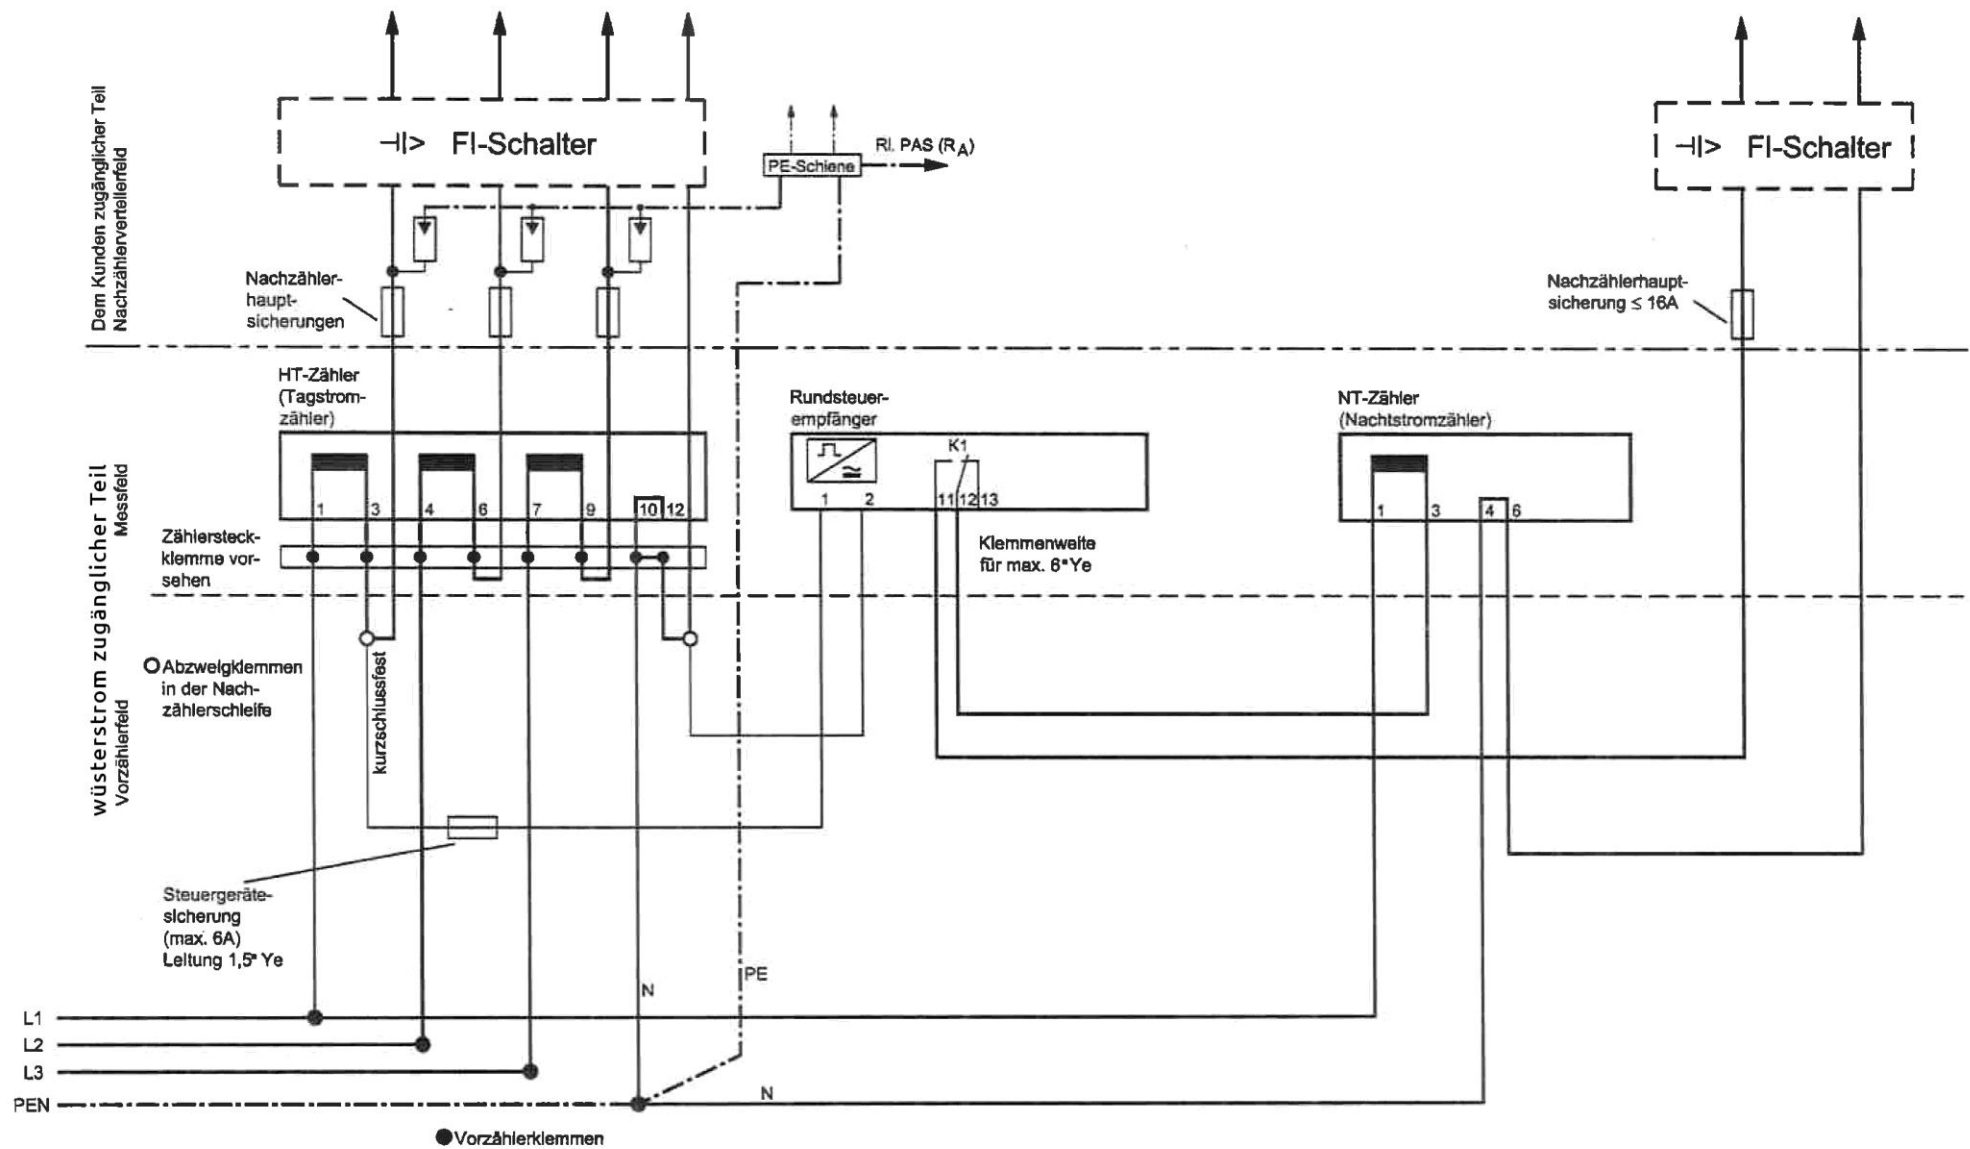 Dem Kunden zugänglicher Teil
Nachzählerverteilerfeld
⊣|> FI-Schalter
PE-Schiene
RI. PAS (RA)
⊣|> FI-Schalter
Nachzähler-
haupt-
sicherungen
Nachzählerhaupt-
sicherung ≤ 16A
wüsterstrom zugänglicher Teil
Messfeld
HT-Zähler
(Tagstrom-
zähler)
1 3 4 6 7 9 10 12
Zählersteck-
klemme vor-
sehen
Rundsteuer-
empfänger
K1
1 2 11 12 13
Klemmenweite
für max. 6° Ye
NT-Zähler
(Nachtstromzähler)
1 3 4 6
Vorzählerfeld
Abzweigklemmen
in der Nach-
zählerschleife
kurzschlussfest
Steuergeräte-
sicherung
(max. 6A)
Leitung 1,5° Ye
N
PE
L1
L2
L3
PEN
N
Vorzählerklemmen